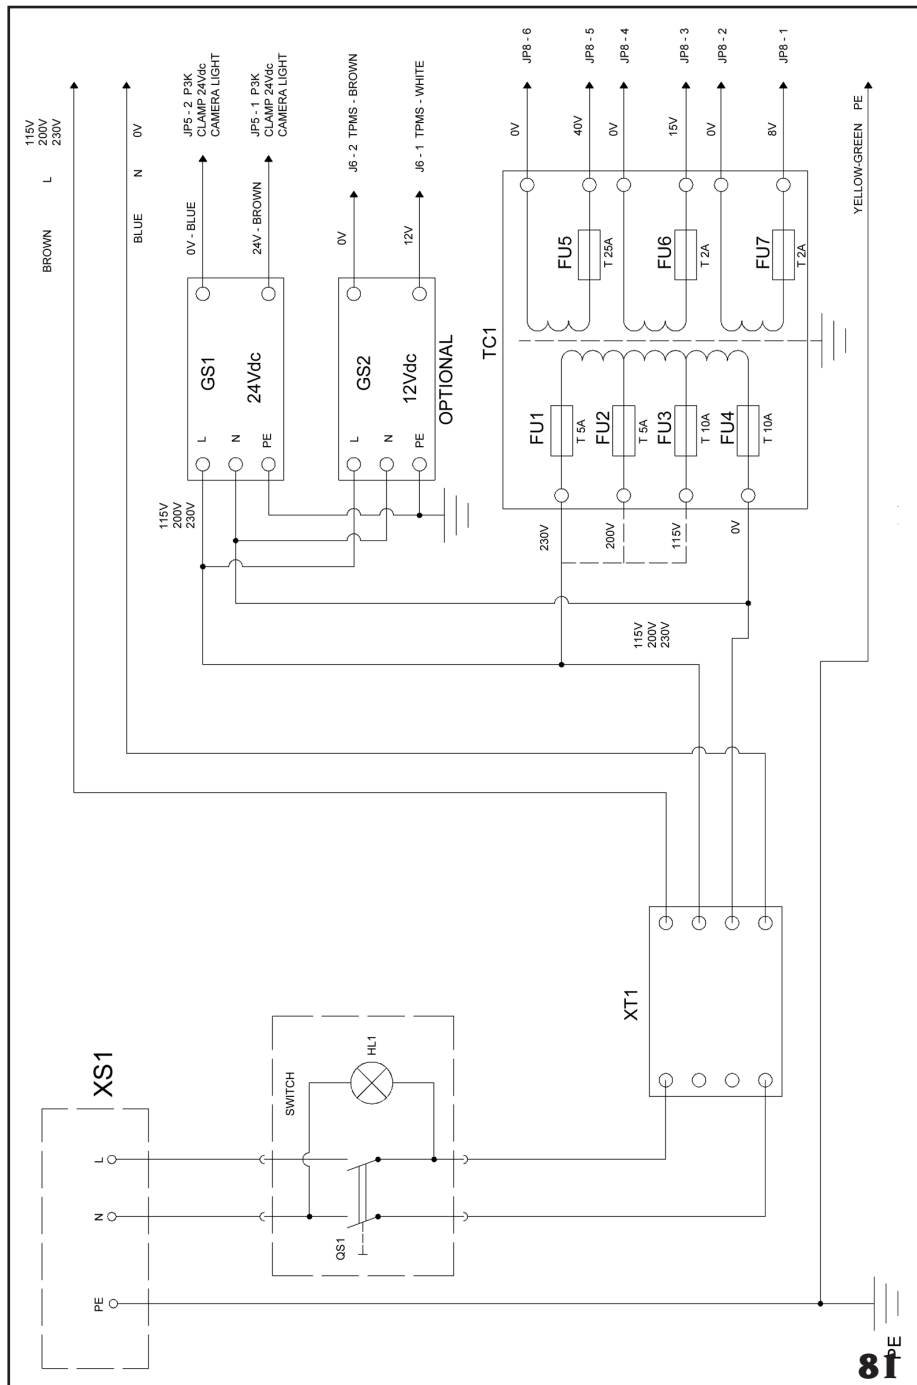 115V
200V
230V
BROWN L
BLUE N 0V
JP5 - 2 P3K
CLAMP 24Vdc
CAMERA LIGHT
0V - BLUE
JP5 - 1 P3K
CLAMP 24Vdc
CAMERA LIGHT
24V - BROWN
J6 - 2 TPMS - BROWN
0V
J6 - 1 TPMS - WHITE
12V
JP8 - 6
0V
JP8 - 5
40V
JP8 - 4
0V
JP8 - 3
15V
JP8 - 2
0V
JP8 - 1
8V
YELLOW-GREEN PE
GS1
24Vdc
L
N
PE
115V
200V
230V
GS2
12Vdc
L
N
PE
OPTIONAL
TC1
FU5
T 25A
FU6
T 2A
FU7
T 2A
FU1
T 5A
FU2
T 5A
FU3
T 10A
FU4
T 10A
230V
200V
115V
0V
115V
200V
230V
XT1
XS1
L
N
PE
SWITCH
HL1
QS1
PE
81